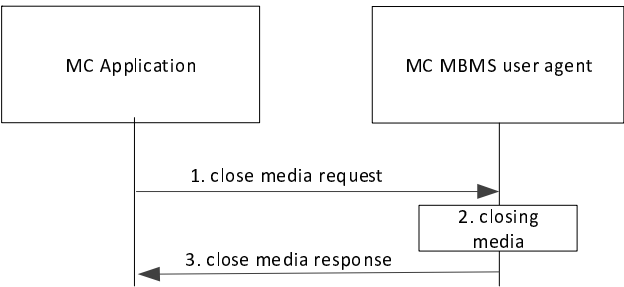 MC Application
MC MBMS user agent
1. close media request
2. closing
media
3. close media response